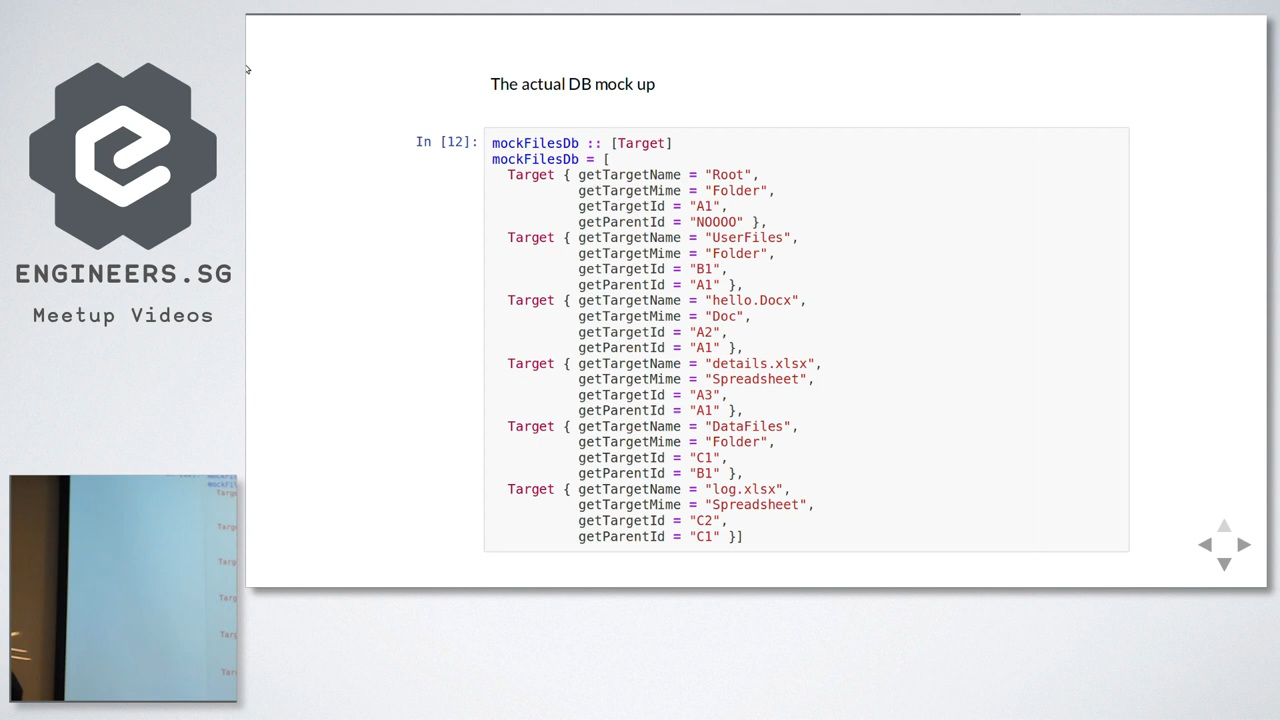 The actual DB mock up
In [12]:
mockFilesDb :: [Target]
mockFilesDb = [
Target { getTargetName = "Root",
getTargetMime = "Folder",
getTargetId = "A1",
getParentId = "NOOOO" },
Target { getTargetName = "UserFiles",
getTargetMime = "Folder",
getTargetId = "B1",
getParentId = "A1" },
Target { getTargetName = "hello.Docx",
getTargetMime = "Doc",
getTargetId = "A2",
getParentId = "A1" },
Target { getTargetName = "details.xlsx",
getTargetMime = "Spreadsheet",
getTargetId = "A3",
getParentId = "A1" },
Target { getTargetName = "DataFiles",
getTargetMime = "Folder",
getTargetId = "C1",
getParentId = "B1" },
Target { getTargetName = "log.xlsx",
getTargetMime = "Spreadsheet",
getTargetId = "C2",
getParentId = "C1" }]
ENGINEERS.SG
Meetup Videos